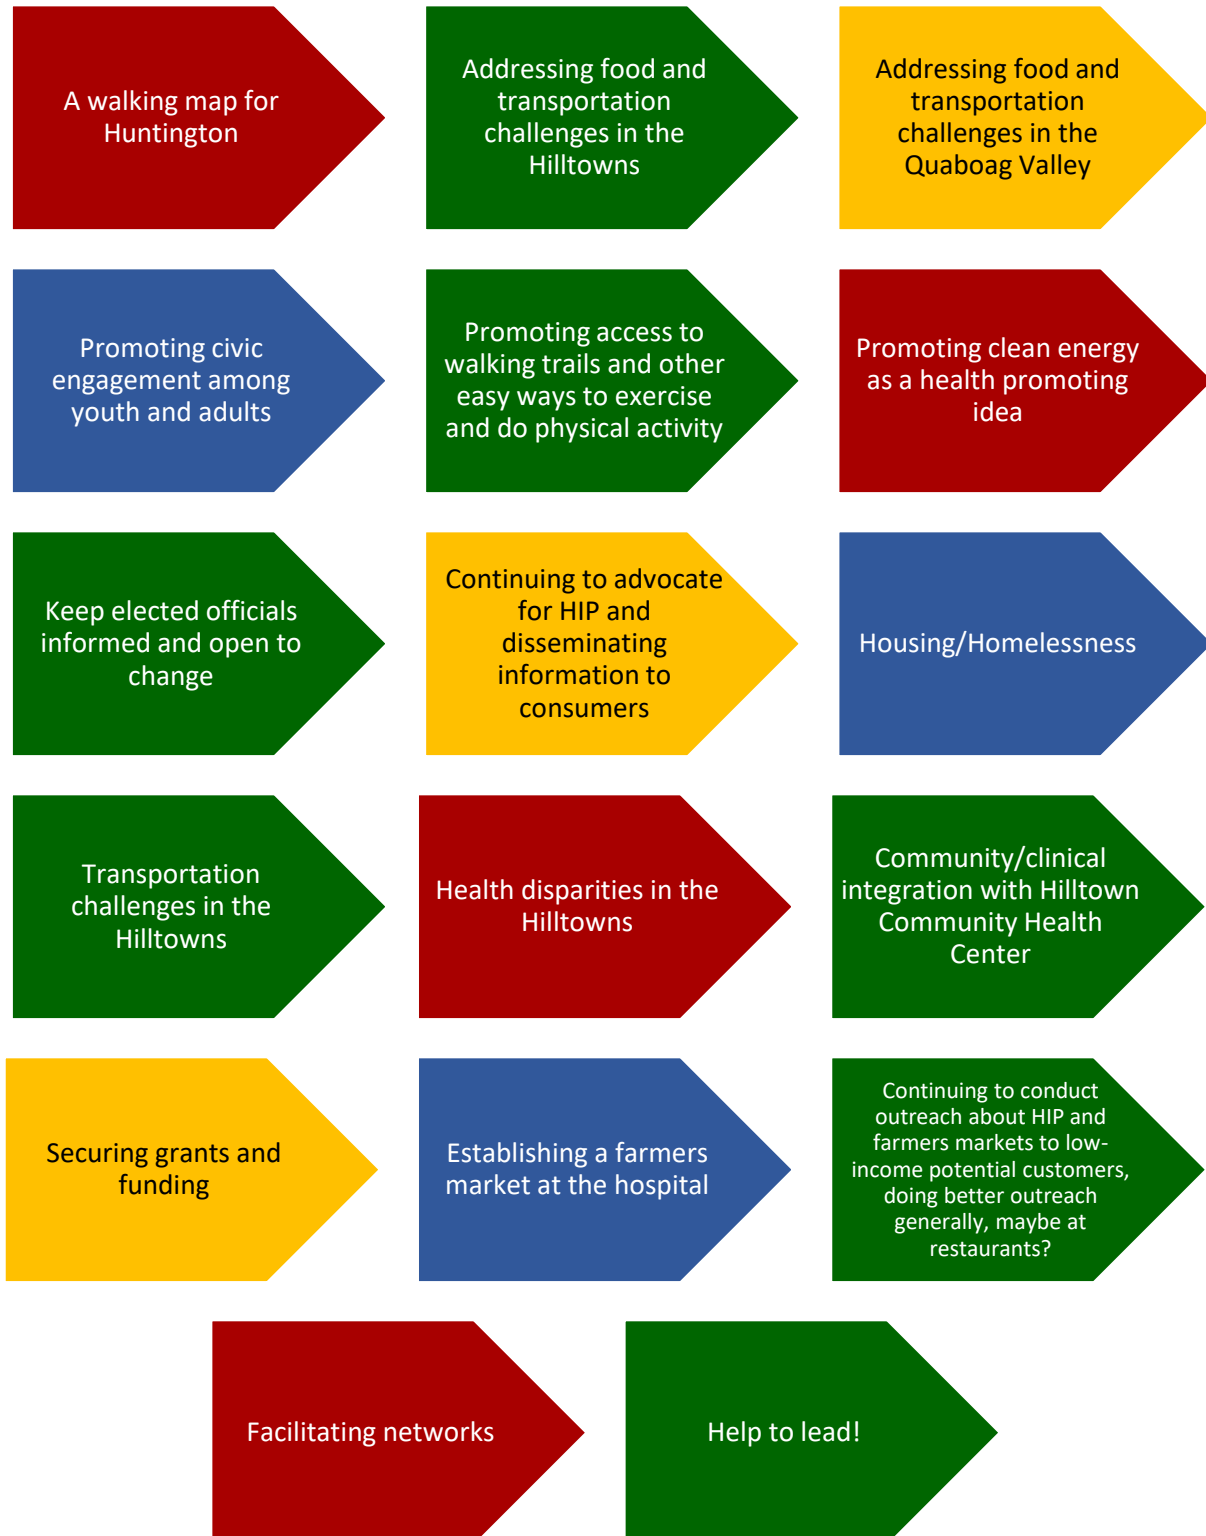 A walking map for
Huntington
Addressing food and
transportation
challenges in the
Hilltowns
Addressing food and
transportation
challenges in the
Quaboag Valley
Promoting civic
engagement among
youth and adults
Promoting access to
walking trails and other
easy ways to exercise
and do physical activity
Promoting clean energy
as a health promoting
idea
Keep elected officials
informed and open to
change
Continuing to advocate
for HIP and
disseminating
information to
consumers
Housing/Homelessness
Transportation
challenges in the
Hilltowns
Health disparities in the
Hilltowns
Community/clinical
integration with Hilltown
Community Health
Center
Securing grants and
funding
Establishing a farmers
market at the hospital
Continuing to conduct
outreach about HIP and
farmers markets to low-
income potential customers,
doing better outreach
generally, maybe at
restaurants?
Facilitating networks
Help to lead!